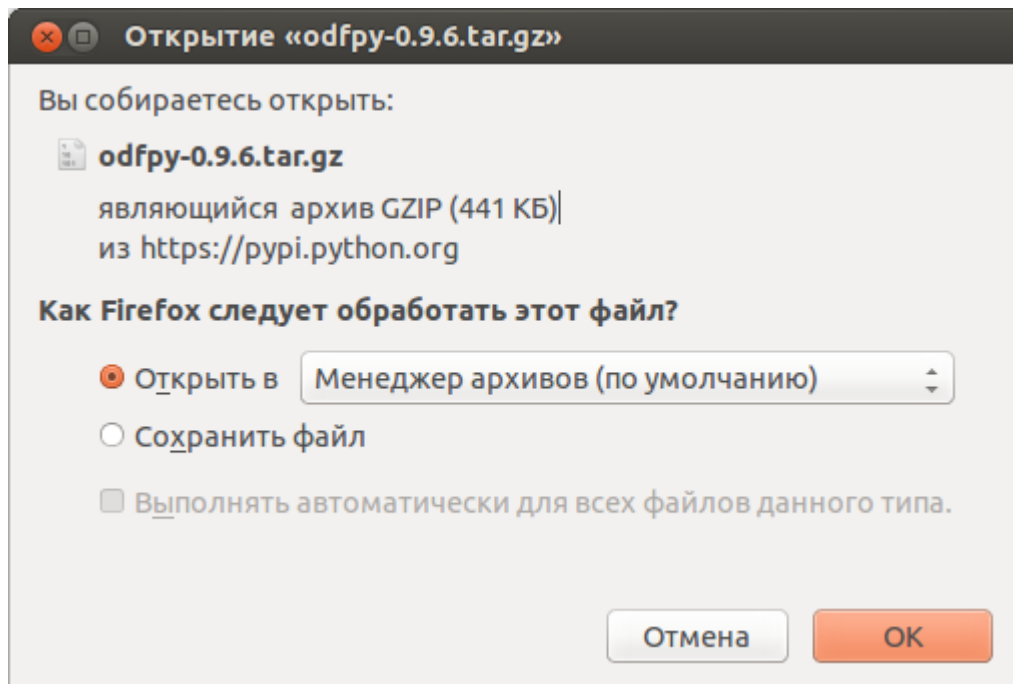 Открытие «odfpy-0.9.6.tar.gz»
Вы собираетесь открыть:
odfpy-0.9.6.tar.gz
являющийся архив GZIP (441 КБ)
из https://pypi.python.org
Как Firefox следует обработать этот файл?
Открыть в Менеджер архивов (по умолчанию)
Сохранить файл
Выполнять автоматически для всех файлов данного типа.
Отмена OK